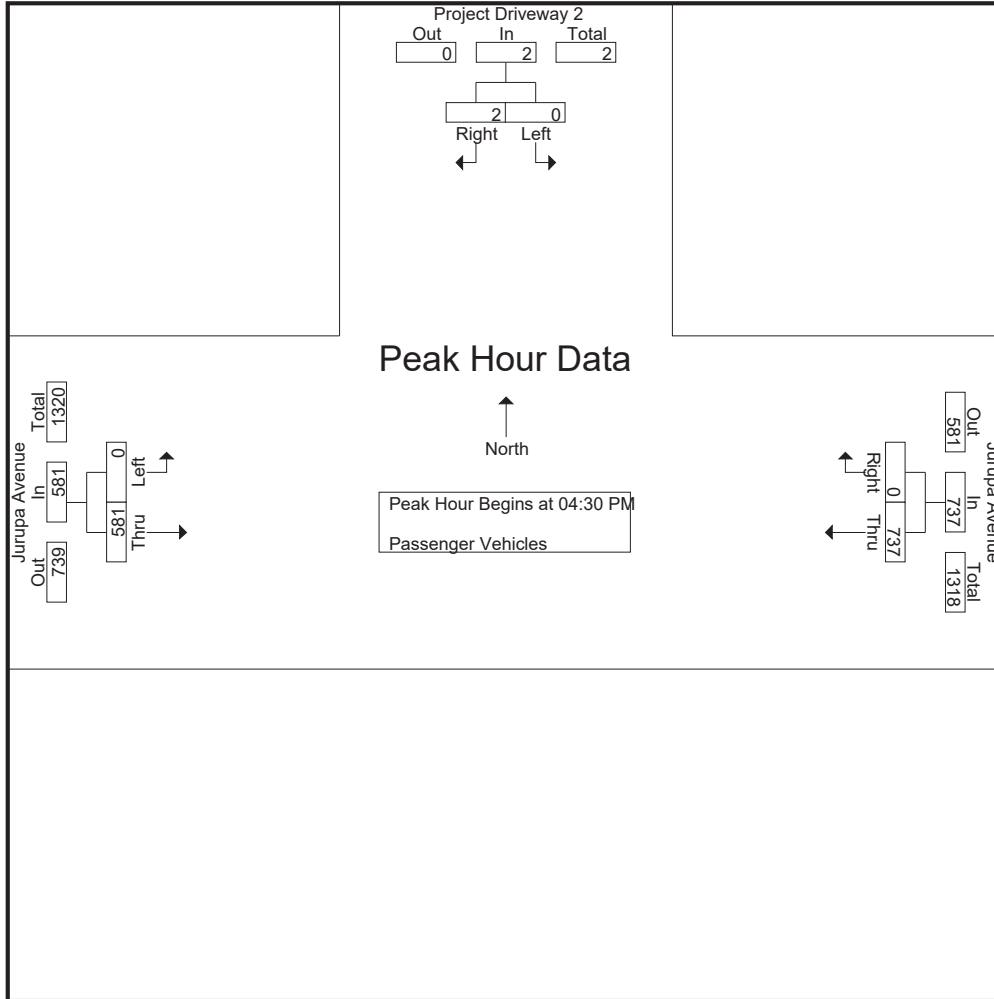 Project Driveway 2
Out In Total
0 2 2
2 0
Right Left
Peak Hour Data
North
Peak Hour Begins at 04:30 PM
Passenger Vehicles
Jurupa Avenue
Total In Out
1320 581 739
0 581
Left Thru
Jurupa Avenue
Out In Total
581 737 1318
Right Thru
0 737